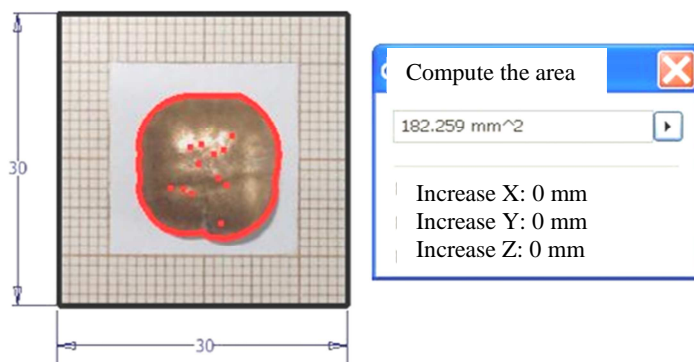 30
30
Compute the area
182.259 mm^2
Increase X: 0 mm
Increase Y: 0 mm
Increase Z: 0 mm